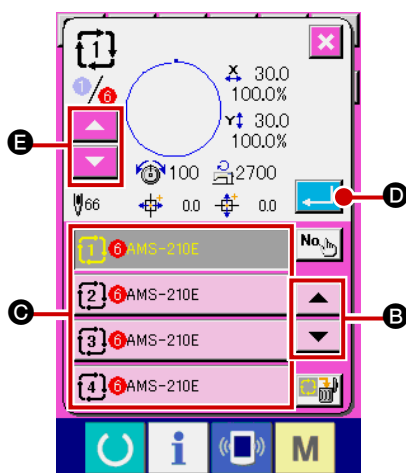 1
1/6
X 30.0
100.0%
Y 30.0
100.0%
E
100 2700
66 0.0 0.0
D
No.
1 6 AMS-210E
2 6 AMS-210E
C B
3 6 AMS-210E
4 6 AMS-210E
i M